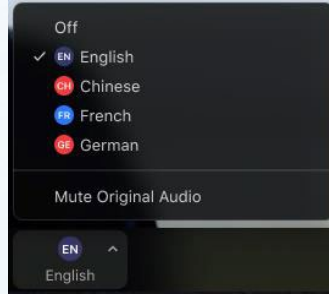 Off
EN English
CH Chinese
FR French
GE German
Mute Original Audio
EN
English